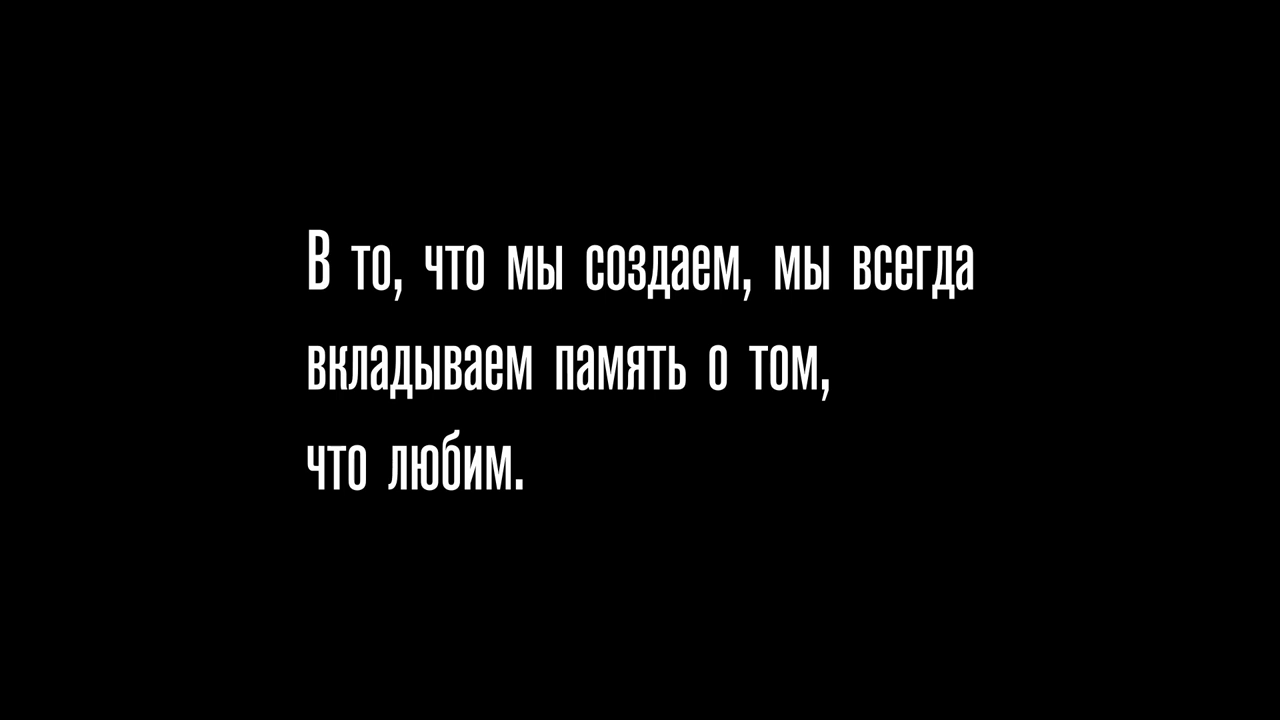 В то, что мы создаем, мы всегда
вкладываем память о том,
что любим.